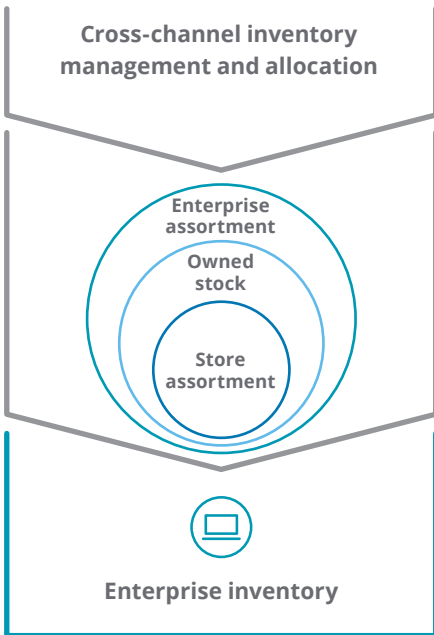 Cross-channel inventory
management and allocation
Enterprise
assortment
Owned
stock
Store
assortment
Enterprise inventory